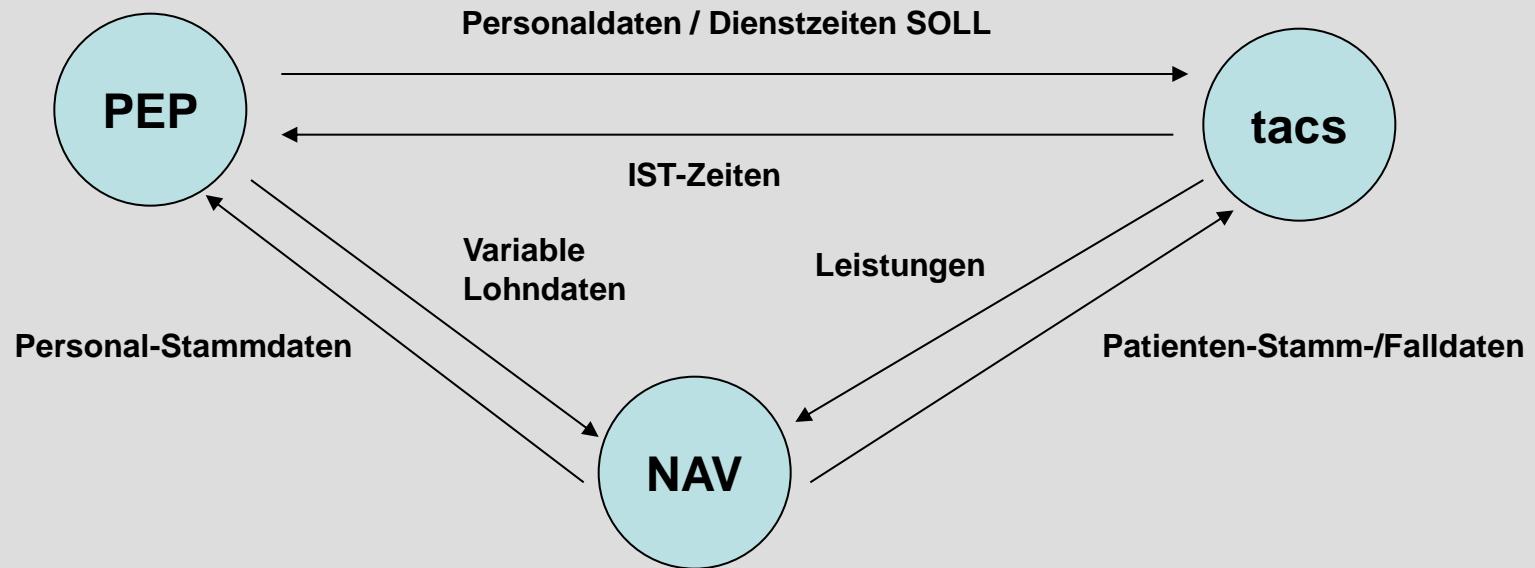 Personaldaten / Dienstzeiten SOLL
PEP
tacs
IST-Zeiten
Variable
Lohndaten
Leistungen
Personal-Stammdaten
Patienten-Stamm-/Falldaten
NAV